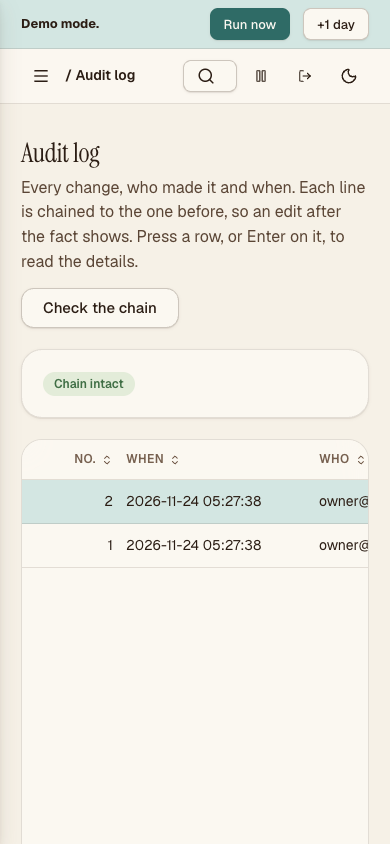 Demo mode.
Run now
+1 day
/ Audit log
Audit log
Every change, who made it and when. Each line
is chained to the one before, so an edit after
the fact shows. Press a row, or Enter on it, to
read the details.
Check the chain
Chain intact
NO. WHEN WHO
2 2026-11-24 05:27:38 owner@
1 2026-11-24 05:27:38 owner@